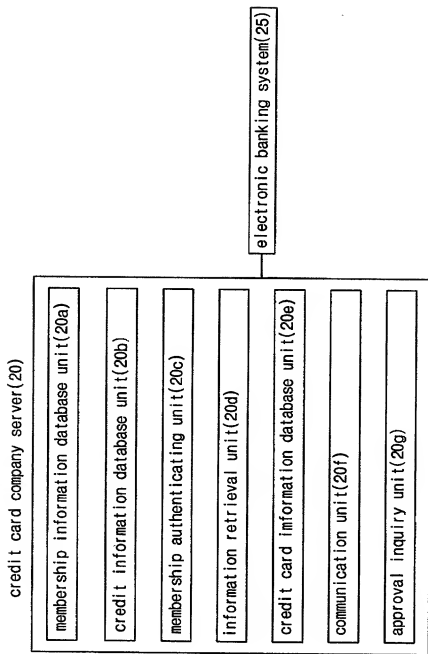 credit card company server(20)
membership information database unit(20a)
credit information database unit(20b)
membership authenticating unit(20c)
information retrieval unit(20d)
credit card imformation database unit(20e)
communication unit(20f)
approval inquiry unit(20g)
electronic banking system(25)